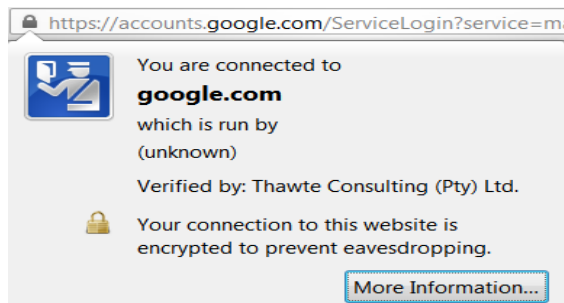 https://accounts.google.com/ServiceLogin?service=ma
You are connected to
google.com
which is run by
(unknown)
Verified by: Thawte Consulting (Pty) Ltd.
Your connection to this website is
encrypted to prevent eavesdropping.
More Information...